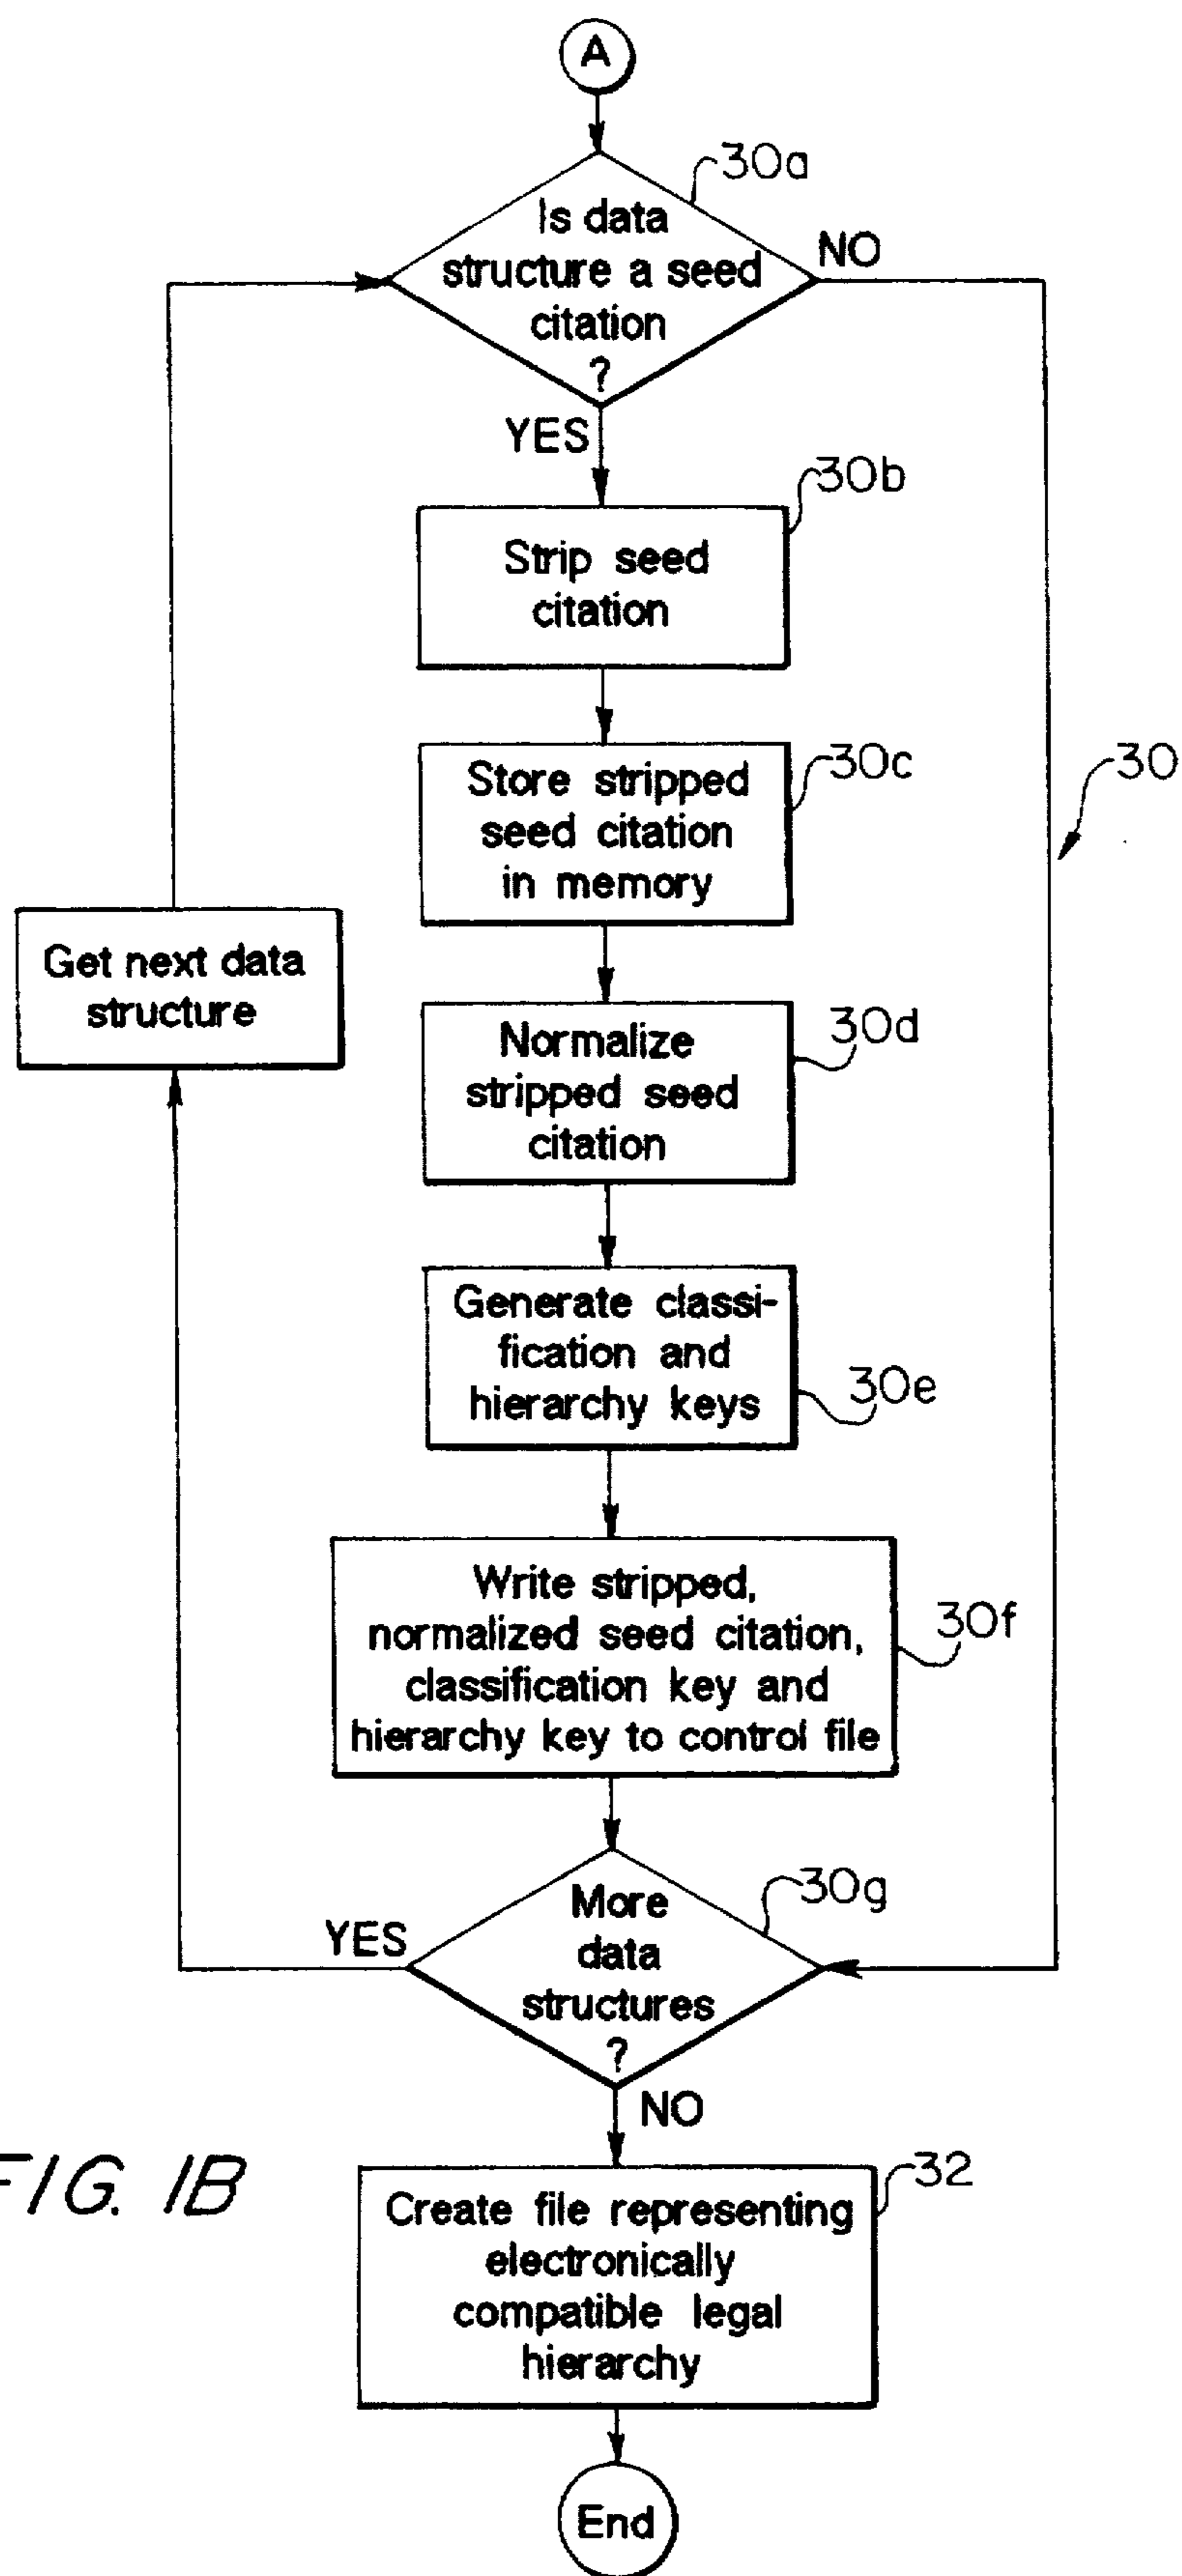 A
30a
Is data
structure a seed
citation
?
NO
YES
30b
Strip seed
citation
30c
Store stripped
seed citation
in memory
30
Get next data
structure
30d
Normalize
stripped seed
citation
30e
Generate classi-
fication and
hierarchy keys
30f
Write stripped,
normalized seed citation,
classification key and
hierarchy key to control file
30g
More
data
structures
?
YES
NO
FIG. 1B
32
Create file representing
electronically
compatible legal
hierarchy
End